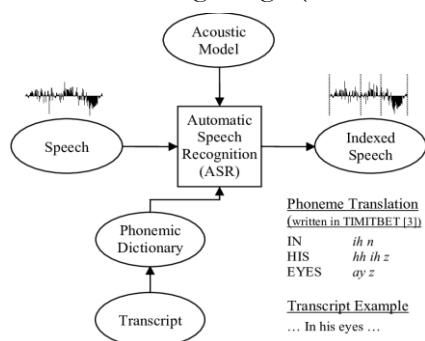 Acoustic
Model
Speech
Automatic
Speech
Recognition
(ASR)
Indexed
Speech
Phonemic
Dictionary
Transcript
Phoneme Translation
(written in TIMITBET [3])
IN ih n
HIS hh ih z
EYES ay z
Transcript Example
… In his eyes …